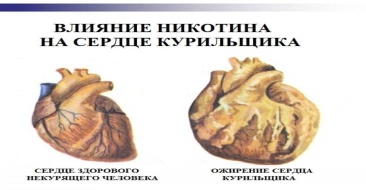 ВЛИЯНИЕ НИКОТИНА
НА СЕРДЦЕ КУРИЛЬЩИКА
СЕРДЦЕ ЗДОРОВОГО
НЕКУРЯЩЕГО ЧЕЛОВЕКА
ОЖИРЕНИЕ СЕРДЦА
КУРИЛЬЩИКА